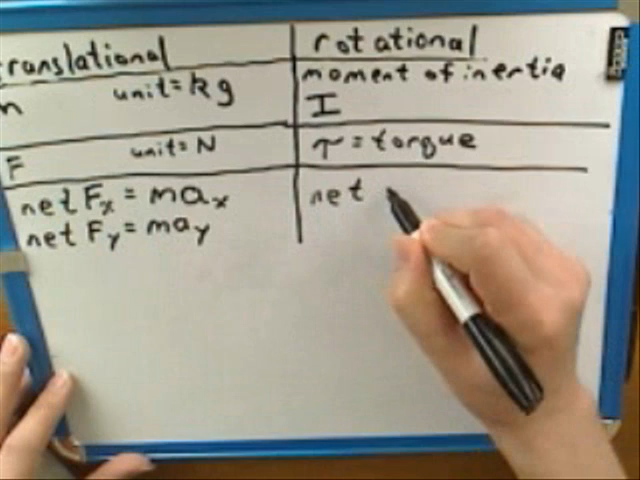 ranslational
rotational
m unit=kg
moment of inertia
I
F unit=N
τ = torque
net Fx = max
net Fy = may
net